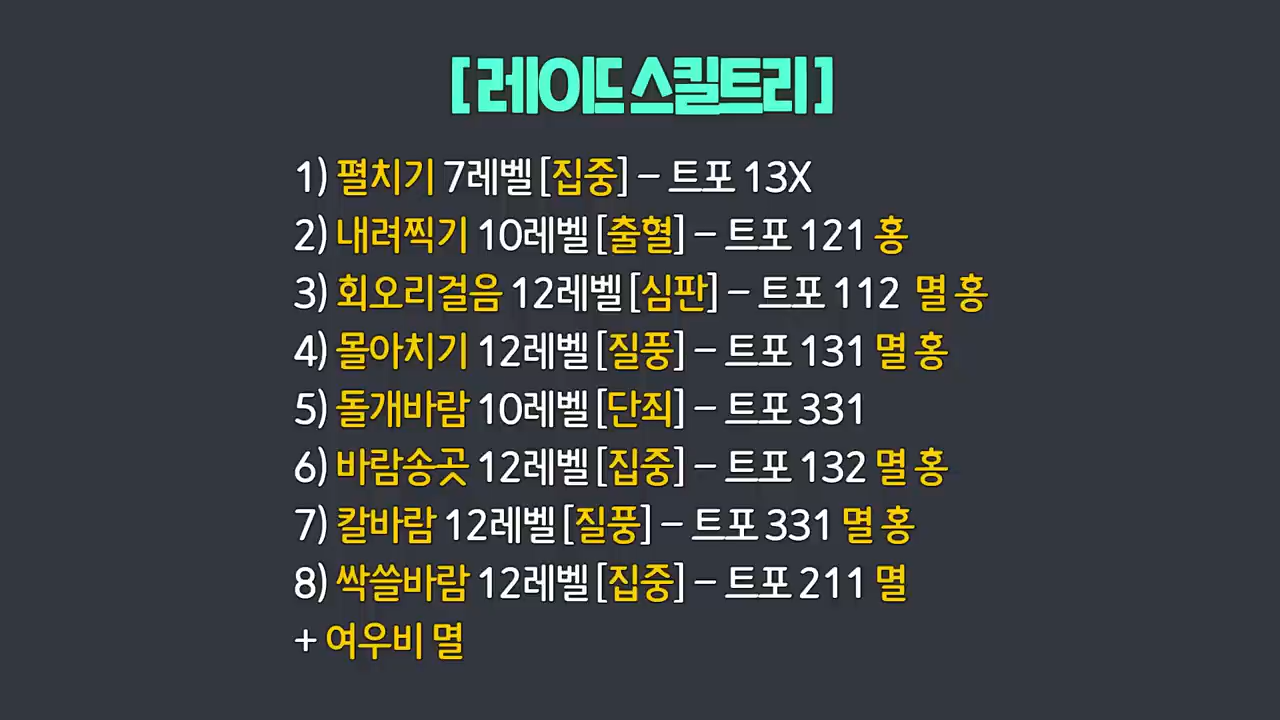 [ 레이드 스킬트리 ]
1) 펼치기 7레벨 [집중] – 트포 13X
2) 내려찍기 10레벨 [출혈] – 트포 121 홍
3) 회오리걸음 12레벨 [심판] – 트포 112 멸 홍
4) 몰아치기 12레벨 [질풍] – 트포 131 멸 홍
5) 돌개바람 10레벨 [단죄] – 트포 331
6) 바람송곳 12레벨 [집중] – 트포 132 멸 홍
7) 칼바람 12레벨 [질풍] – 트포 331 멸 홍
8) 싹쓸바람 12레벨 [집중] – 트포 211 멸
+ 여우비 멸